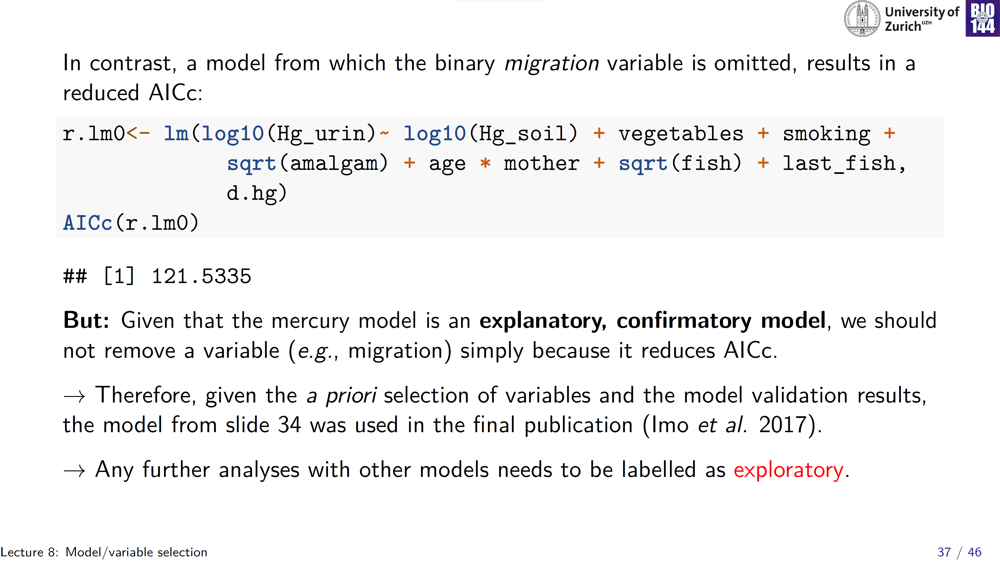 University of
Zurich UZH
BIO
144
In contrast, a model from which the binary migration variable is omitted, results in a
reduced AICc:
r.lm0<- lm(log10(Hg_urin)~ log10(Hg_soil) + vegetables + smoking +
sqrt(amalgam) + age * mother + sqrt(fish) + last_fish,
d.hg)
AICc(r.lm0)
## [1] 121.5335
But: Given that the mercury model is an explanatory, confirmatory model, we should
not remove a variable (e.g., migration) simply because it reduces AICc.
→ Therefore, given the a priori selection of variables and the model validation results,
the model from slide 34 was used in the final publication (Imo et al. 2017).
→ Any further analyses with other models needs to be labelled as exploratory.
Lecture 8: Model/variable selection
37 / 46